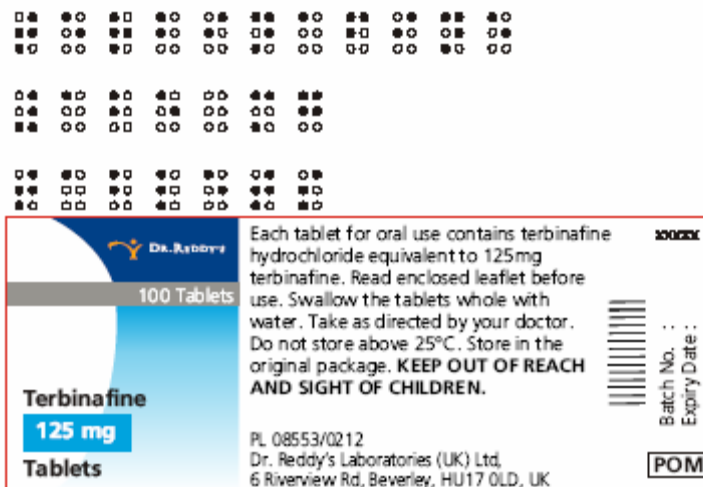 ⠞⠑⠗⠃⠊⠝⠁⠋⠊⠝⠑
⠼⠁⠃⠑⠀⠍⠛
⠞⠁⠃⠇⠑⠞⠎
DR.REDDY'S
100 Tablets
Terbinafine
125 mg
Tablets
Each tablet for oral use contains terbinafine
hydrochloride equivalent to 125mg
terbinafine. Read enclosed leaflet before
use. Swallow the tablets whole with
water. Take as directed by your doctor.
Do not store above 25°C. Store in the
original package. KEEP OUT OF REACH
AND SIGHT OF CHILDREN.
PL 08553/0212
Dr. Reddy's Laboratories (UK) Ltd,
6 Riverview Rd, Beverley, HU17 0LD, UK
Batch No. :
Expiry Date :
POM